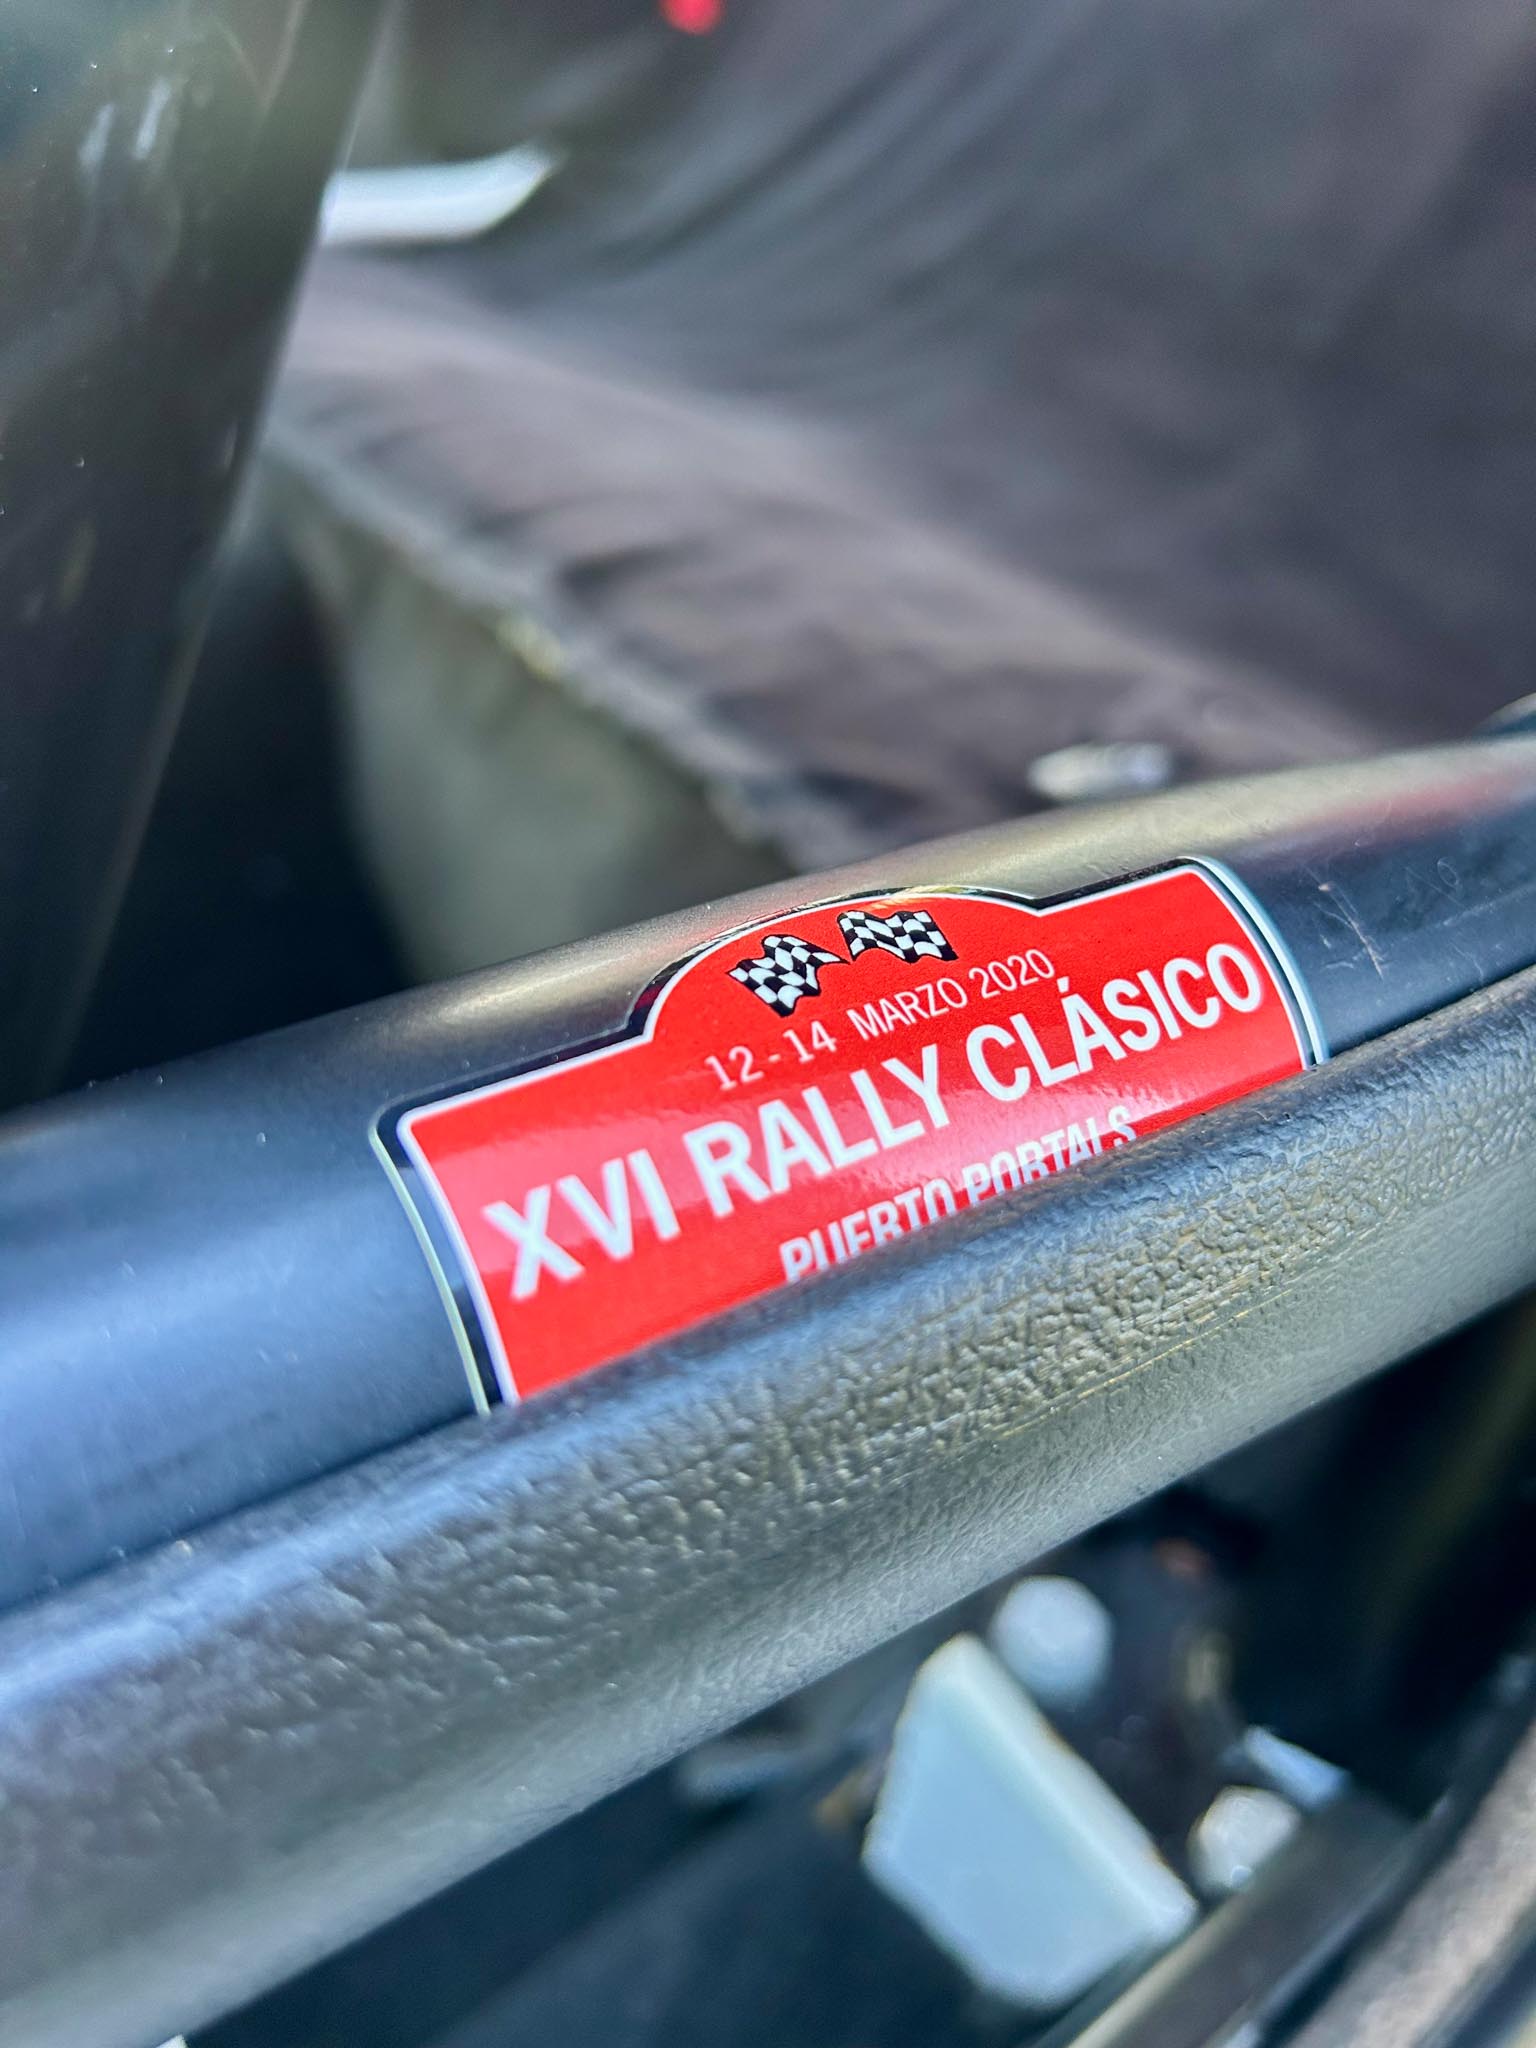 12-14 MARZO 2020
XVI RALLY CLÁSICO
PUERTO PORTALS